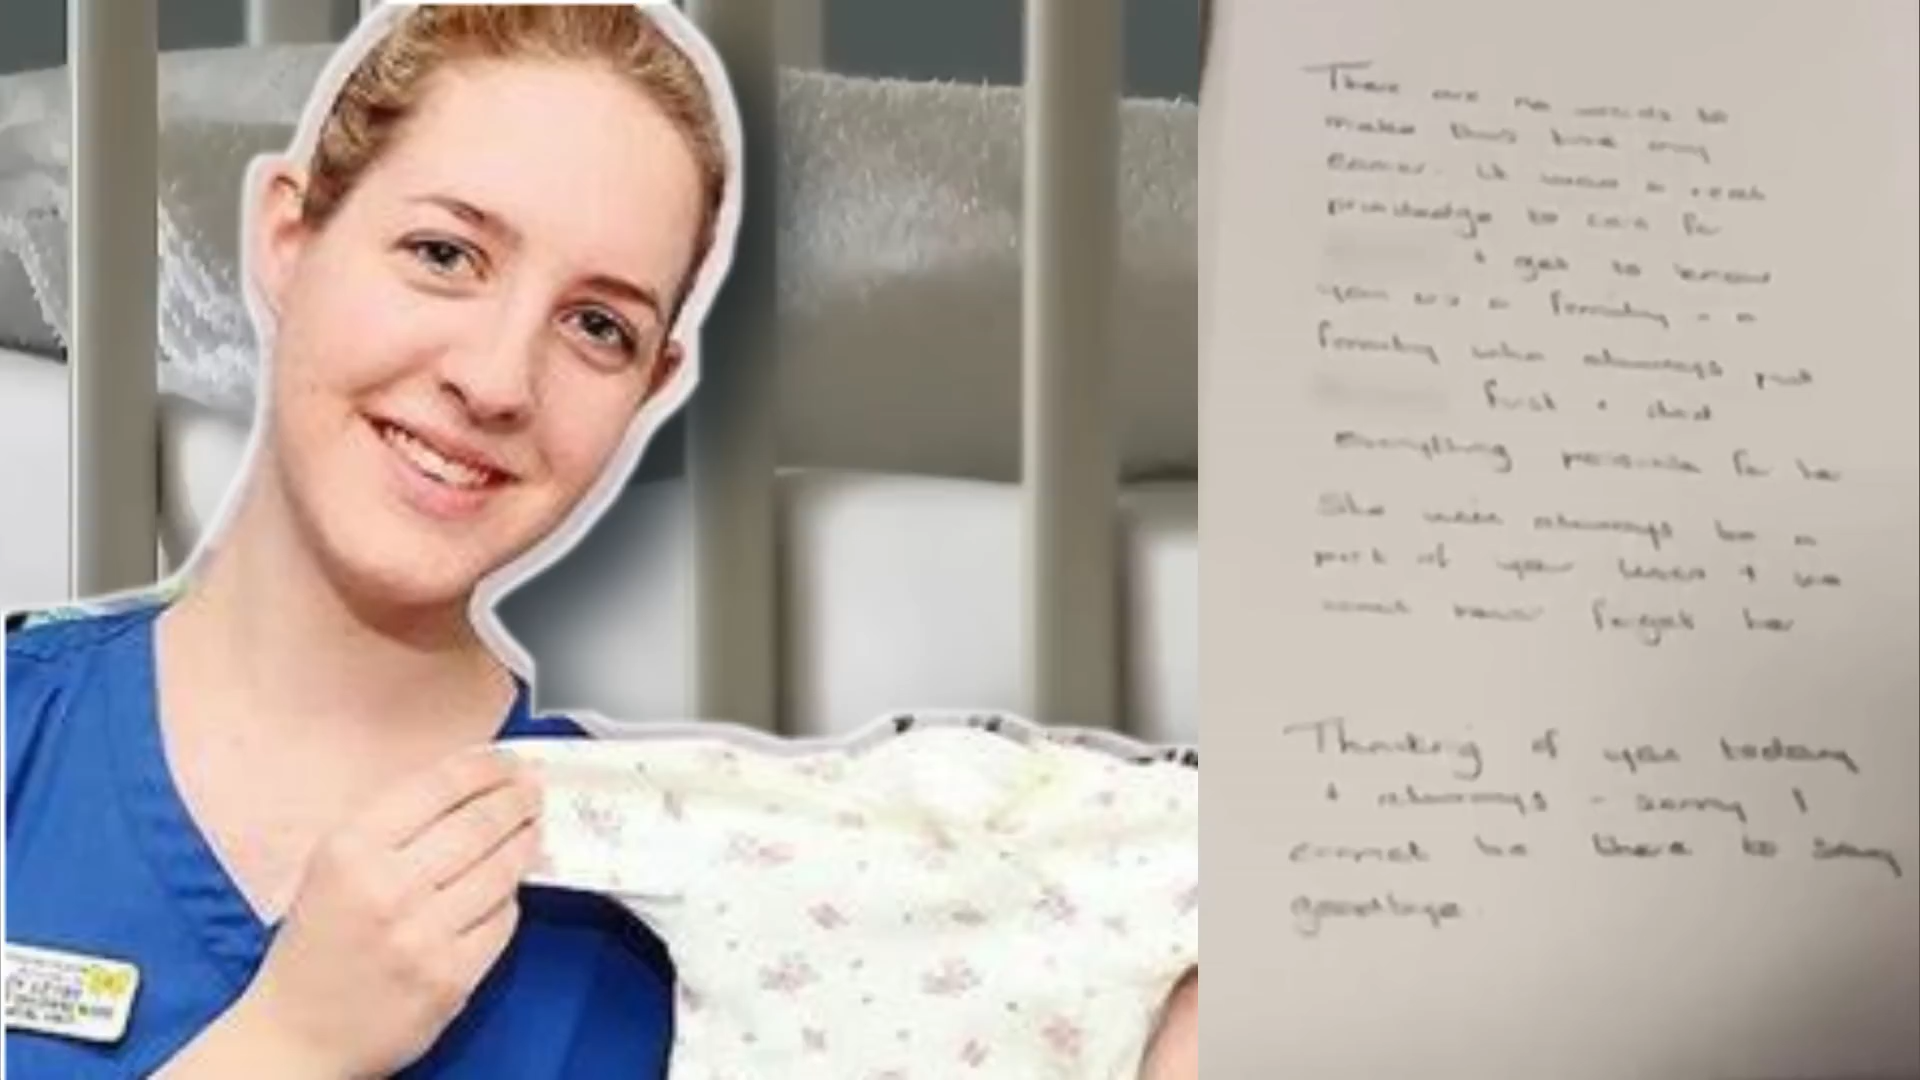 There are no words to
make this time any
easier. It was a real
privilege to care for
+ get to know
you as a family - a
family who always put
first + did
everything possible for her
She will always be a
part of your lives + we
will never forget her
Thinking of you today
+ always - sorry I
cannot be there to say
goodbye.